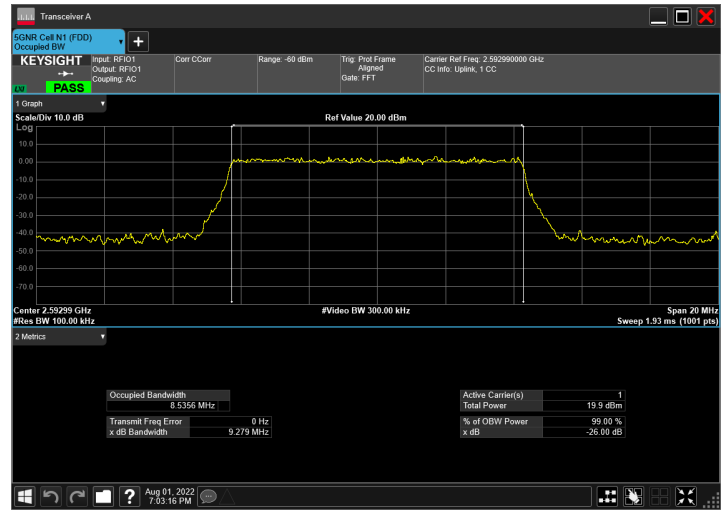 Transceiver A
5GNR Cell N1 (FDD)
Occupied BW
KEYSIGHT
LXI
PASS
Input: RFIO1
Output: RFIO1
Coupling: AC
Corr CCorr
Range: -60 dBm
Trig: Prot Frame
Aligned
Gate: FFT
Carrier Ref Freq: 2.592990000 GHz
CC Info: Uplink, 1 CC
1 Graph
Scale/Div 10.0 dB
Ref Value 20.00 dBm
Log
10.0
0.00
-10.0
-20.0
-30.0
-40.0
-50.0
-60.0
-70.0
Center 2.59299 GHz
#Video BW 300.00 kHz
Span 20 MHz
#Res BW 100.00 kHz
Sweep 1.93 ms (1001 pts)
2 Metrics
Occupied Bandwidth
8.5356 MHz
Transmit Freq Error 0 Hz
x dB Bandwidth 9.279 MHz
Active Carrier(s) 1
Total Power 19.9 dBm
% of OBW Power 99.00 %
x dB -26.00 dB
?
Aug 01, 2022
7:03:16 PM